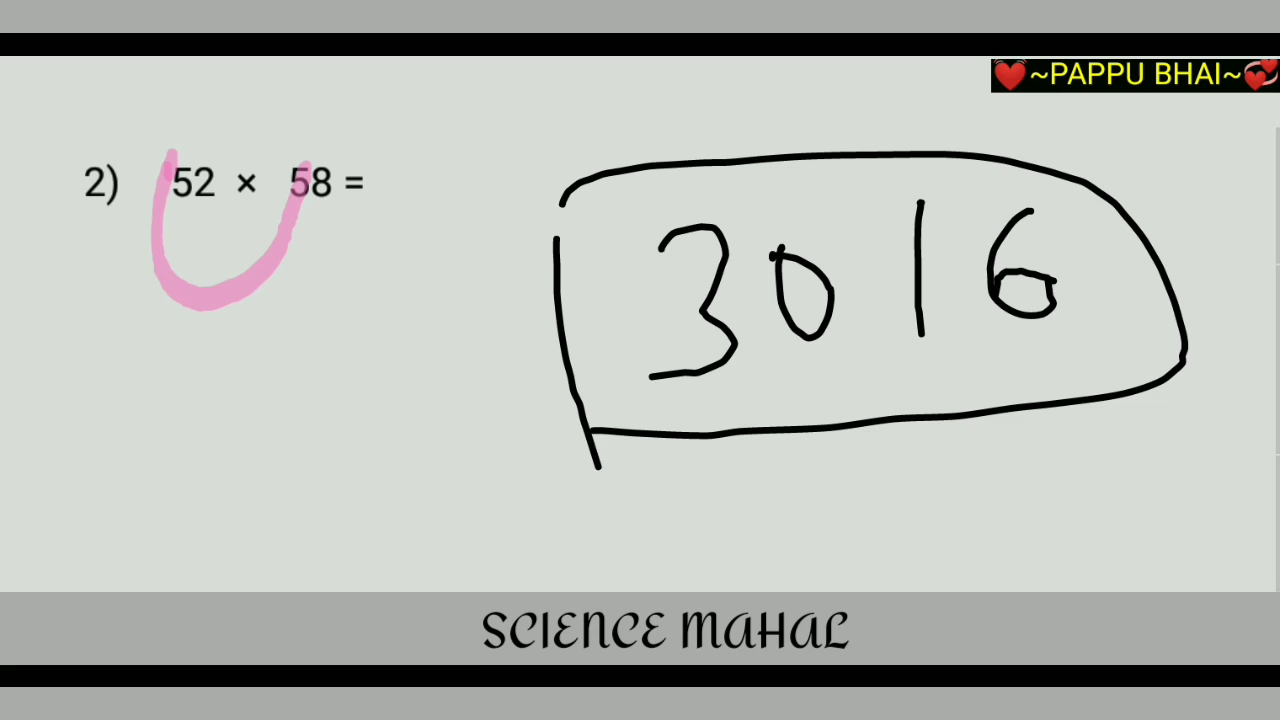 ❤️~PAPPU BHAI~💞
2) 52 × 58 =
3016
SCIENCE MAHAL